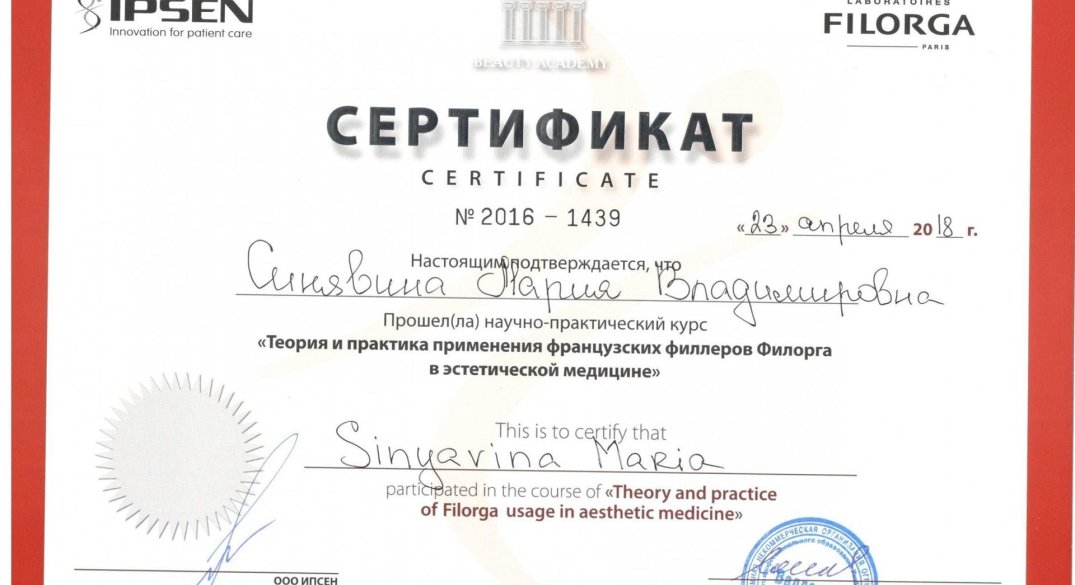 IPSEN
Innovation for patient care
BEAUTY ACADEMY
LABORATOIRES
FILORGA
PARIS
СЕРТИФИКАТ
CERTIFICATE
№ 2016 – 1439
«23» апреля 2018 г.
Настоящим подтверждается, что
Синявина Мария Владимировна
Прошел(ла) научно-практический курс
«Теория и практика применения французских филлеров Филорга
в эстетической медицине»
This is to certify that
Sinyavina Maria
participated in the course of «Theory and practice
of Filorga usage in aesthetic medicine»
ООО ИПСЕН
НЕКОММЕРЧЕСКАЯ ОРГАНИЗАЦИЯ